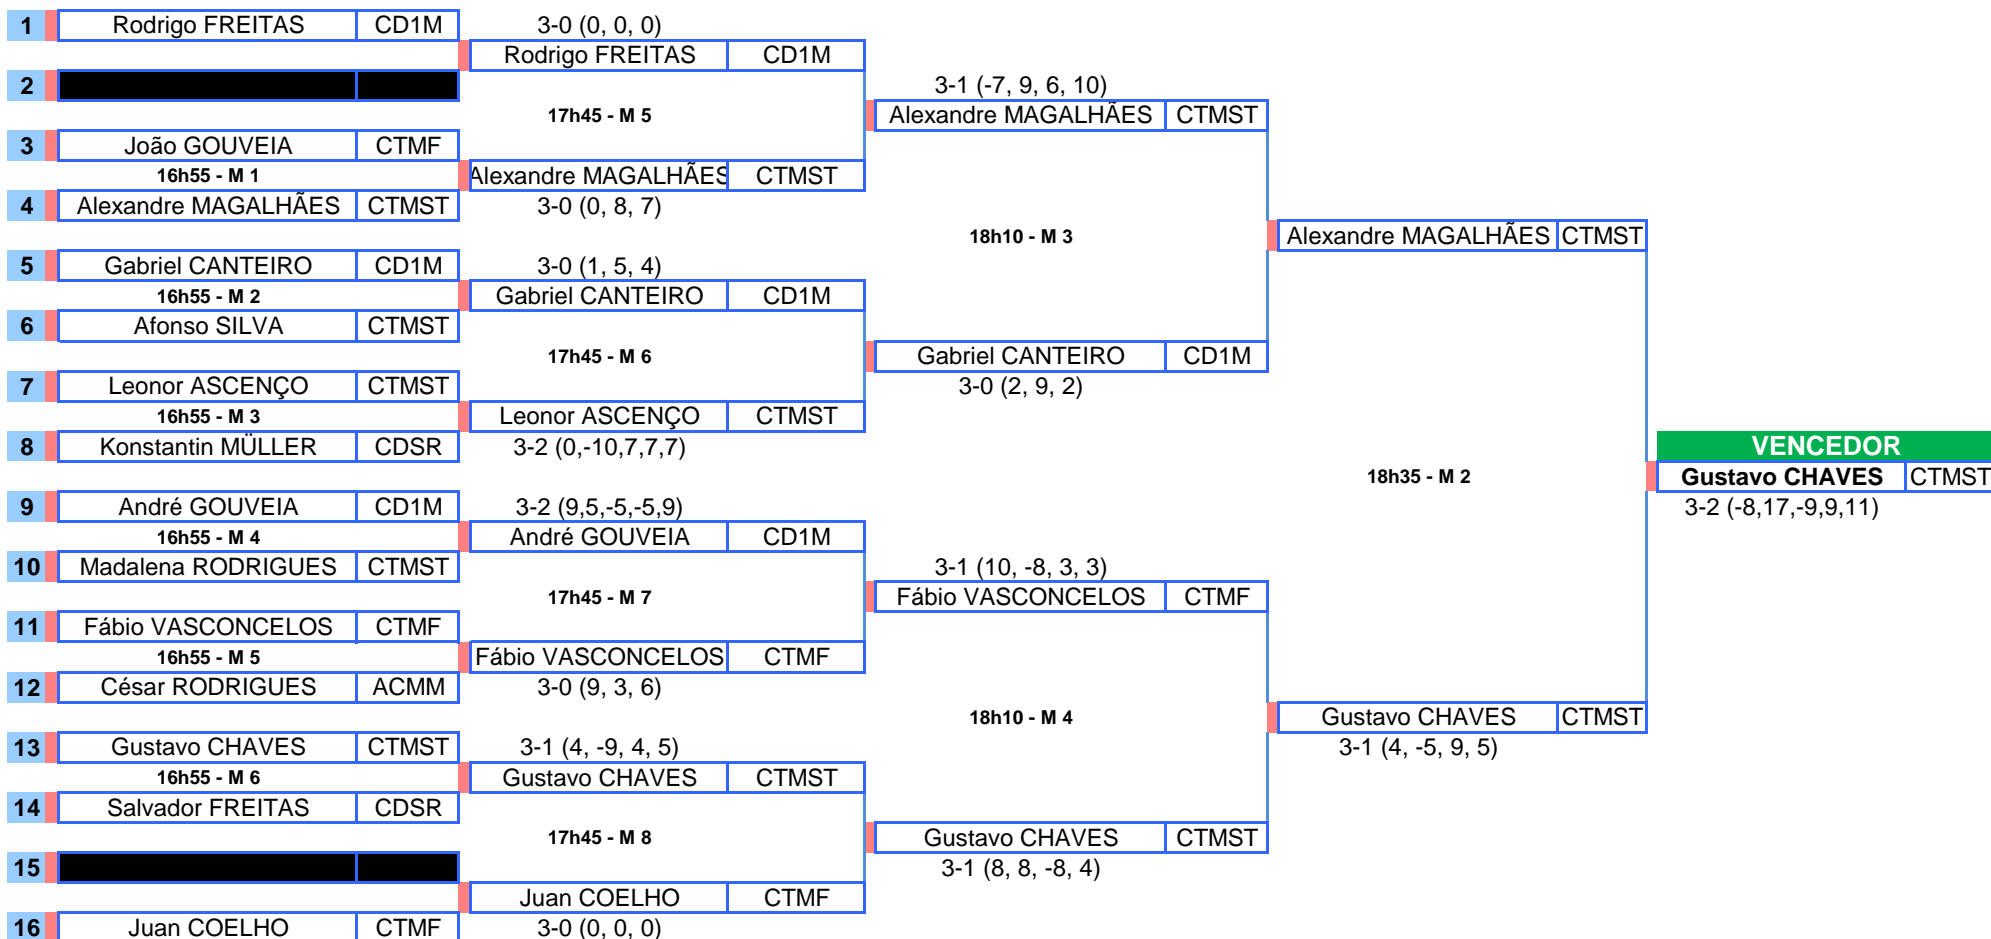 1 Rodrigo FREITAS CD1M 3-0 (0, 0, 0)
Rodrigo FREITAS CD1M
2 3-1 (-7, 9, 6, 10)
17h45 - M 5 Alexandre MAGALHÃES CTMST
3 João GOUVEIA CTMF
16h55 - M 1 Alexandre MAGALHÃES CTMST
4 Alexandre MAGALHÃES CTMST 3-0 (0, 8, 7)
18h10 - M 3 Alexandre MAGALHÃES CTMST
5 Gabriel CANTEIRO CD1M 3-0 (1, 5, 4)
16h55 - M 2 Gabriel CANTEIRO CD1M
6 Afonso SILVA CTMST
17h45 - M 6 Gabriel CANTEIRO CD1M
7 Leonor ASCENÇO CTMST 3-0 (2, 9, 2)
16h55 - M 3 Leonor ASCENÇO CTMST
8 Konstantin MÜLLER CDSR 3-2 (0,-10,7,7,7) VENCEDOR
18h35 - M 2 Gustavo CHAVES CTMST
9 André GOUVEIA CD1M 3-2 (9,5,-5,-5,9) 3-2 (-8,17,-9,9,11)
16h55 - M 4 André GOUVEIA CD1M
10 Madalena RODRIGUES CTMST 3-1 (10, -8, 3, 3)
17h45 - M 7 Fábio VASCONCELOS CTMF
11 Fábio VASCONCELOS CTMF
16h55 - M 5 Fábio VASCONCELOS CTMF
12 César RODRIGUES ACMM 3-0 (9, 3, 6)
18h10 - M 4 Gustavo CHAVES CTMST
13 Gustavo CHAVES CTMST 3-1 (4, -9, 4, 5) 3-1 (4, -5, 9, 5)
16h55 - M 6 Gustavo CHAVES CTMST
14 Salvador FREITAS CDSR
17h45 - M 8 Gustavo CHAVES CTMST
15 3-1 (8, 8, -8, 4)
Juan COELHO CTMF
16 Juan COELHO CTMF 3-0 (0, 0, 0)